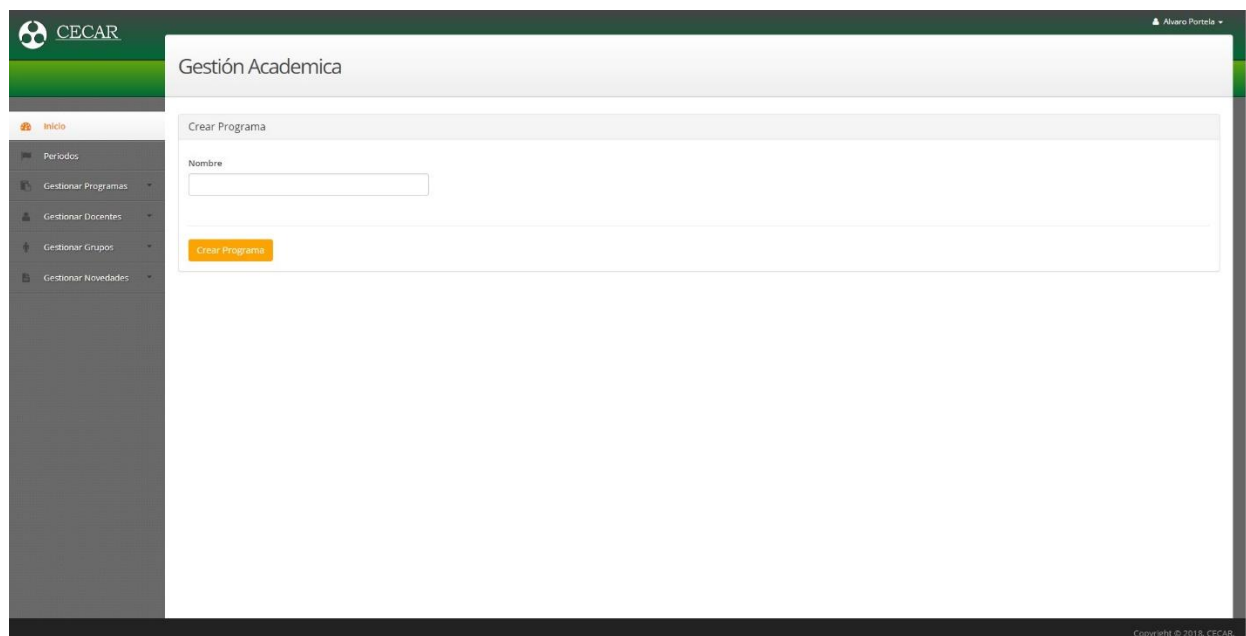 CECAR
Alvaro Portela
Gestión Academica
Inicio
Periodos
Gestionar Programas
Gestionar Docentes
Gestionar Grupos
Gestionar Novedades
Crear Programa
Nombre
Crear Programa
Copyright © 2018, CECAR.